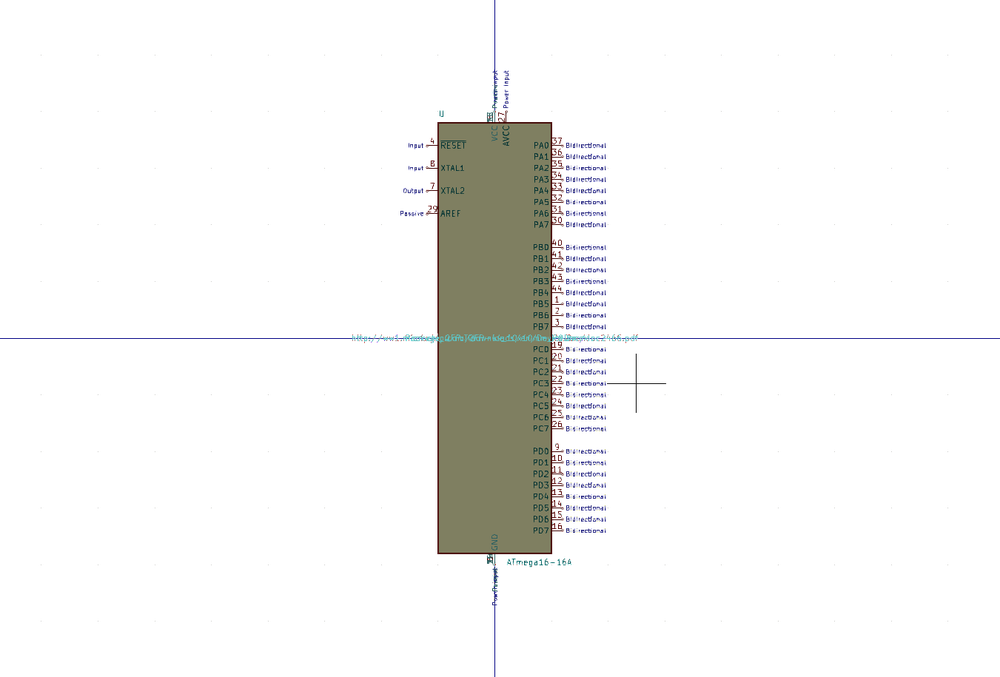 Power Input
U
27
VCC
AVCC
Input 4 RESET
Input 8 XTAL1
Output 7 XTAL2
Passive 29 AREF
PA0 37 Bidirectional
PA1 36 Bidirectional
PA2 35 Bidirectional
PA3 34 Bidirectional
PA4 33 Bidirectional
PA5 32 Bidirectional
PA6 31 Bidirectional
PA7 30 Bidirectional
PB0 40 Bidirectional
PB1 41 Bidirectional
PB2 42 Bidirectional
PB3 43 Bidirectional
PB4 44 Bidirectional
PB5 1 Bidirectional
PB6 2 Bidirectional
PB7 3 Bidirectional
PC0 19 Bidirectional
PC1 20 Bidirectional
PC2 21 Bidirectional
PC3 22 Bidirectional
PC4 23 Bidirectional
PC5 24 Bidirectional
PC6 25 Bidirectional
PC7 26 Bidirectional
PD0 9 Bidirectional
PD1 10 Bidirectional
PD2 11 Bidirectional
PD3 12 Bidirectional
PD4 13 Bidirectional
PD5 14 Bidirectional
PD6 15 Bidirectional
PD7 16 Bidirectional
GND
ATmega16-16A